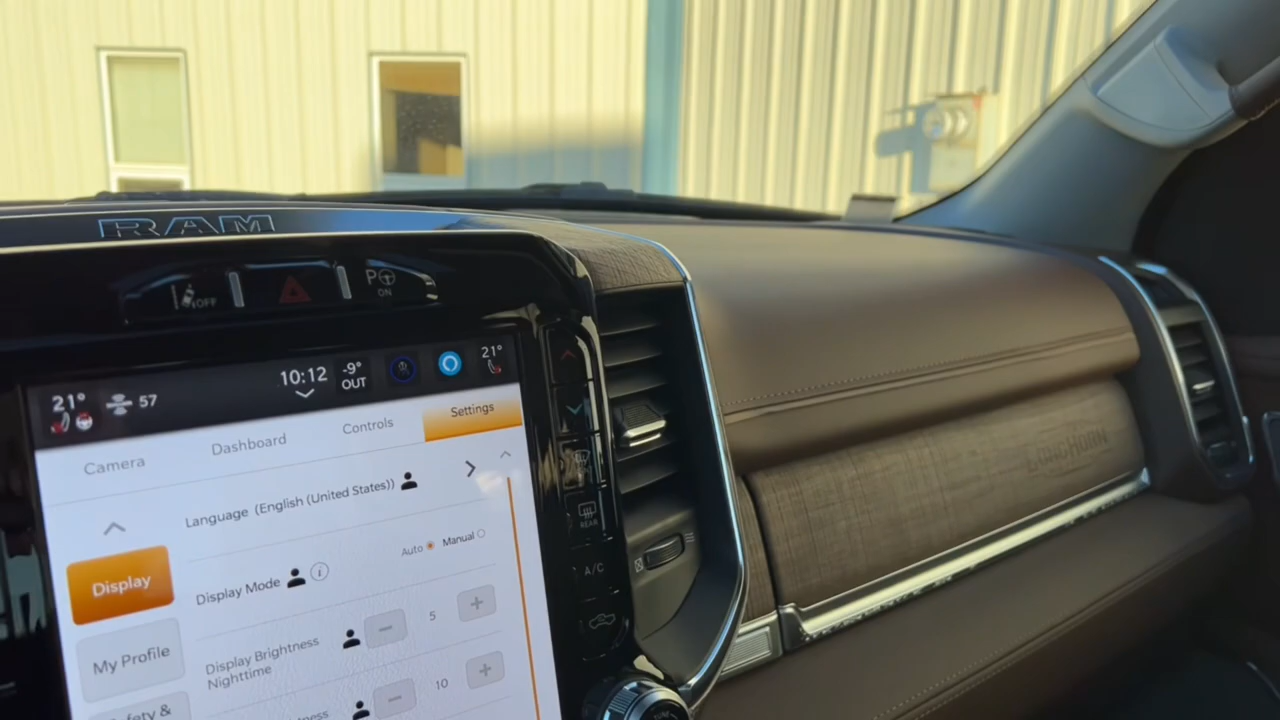 RAM
OFF
P
ON
21°
57
10:12
-9°
OUT
21°
Camera
Dashboard
Controls
Settings
Language (English (United States))
Display
Display Mode
Auto
Manual
My Profile
Display Brightness
Nighttime
5
10
REAR
A/C
LONGHORN